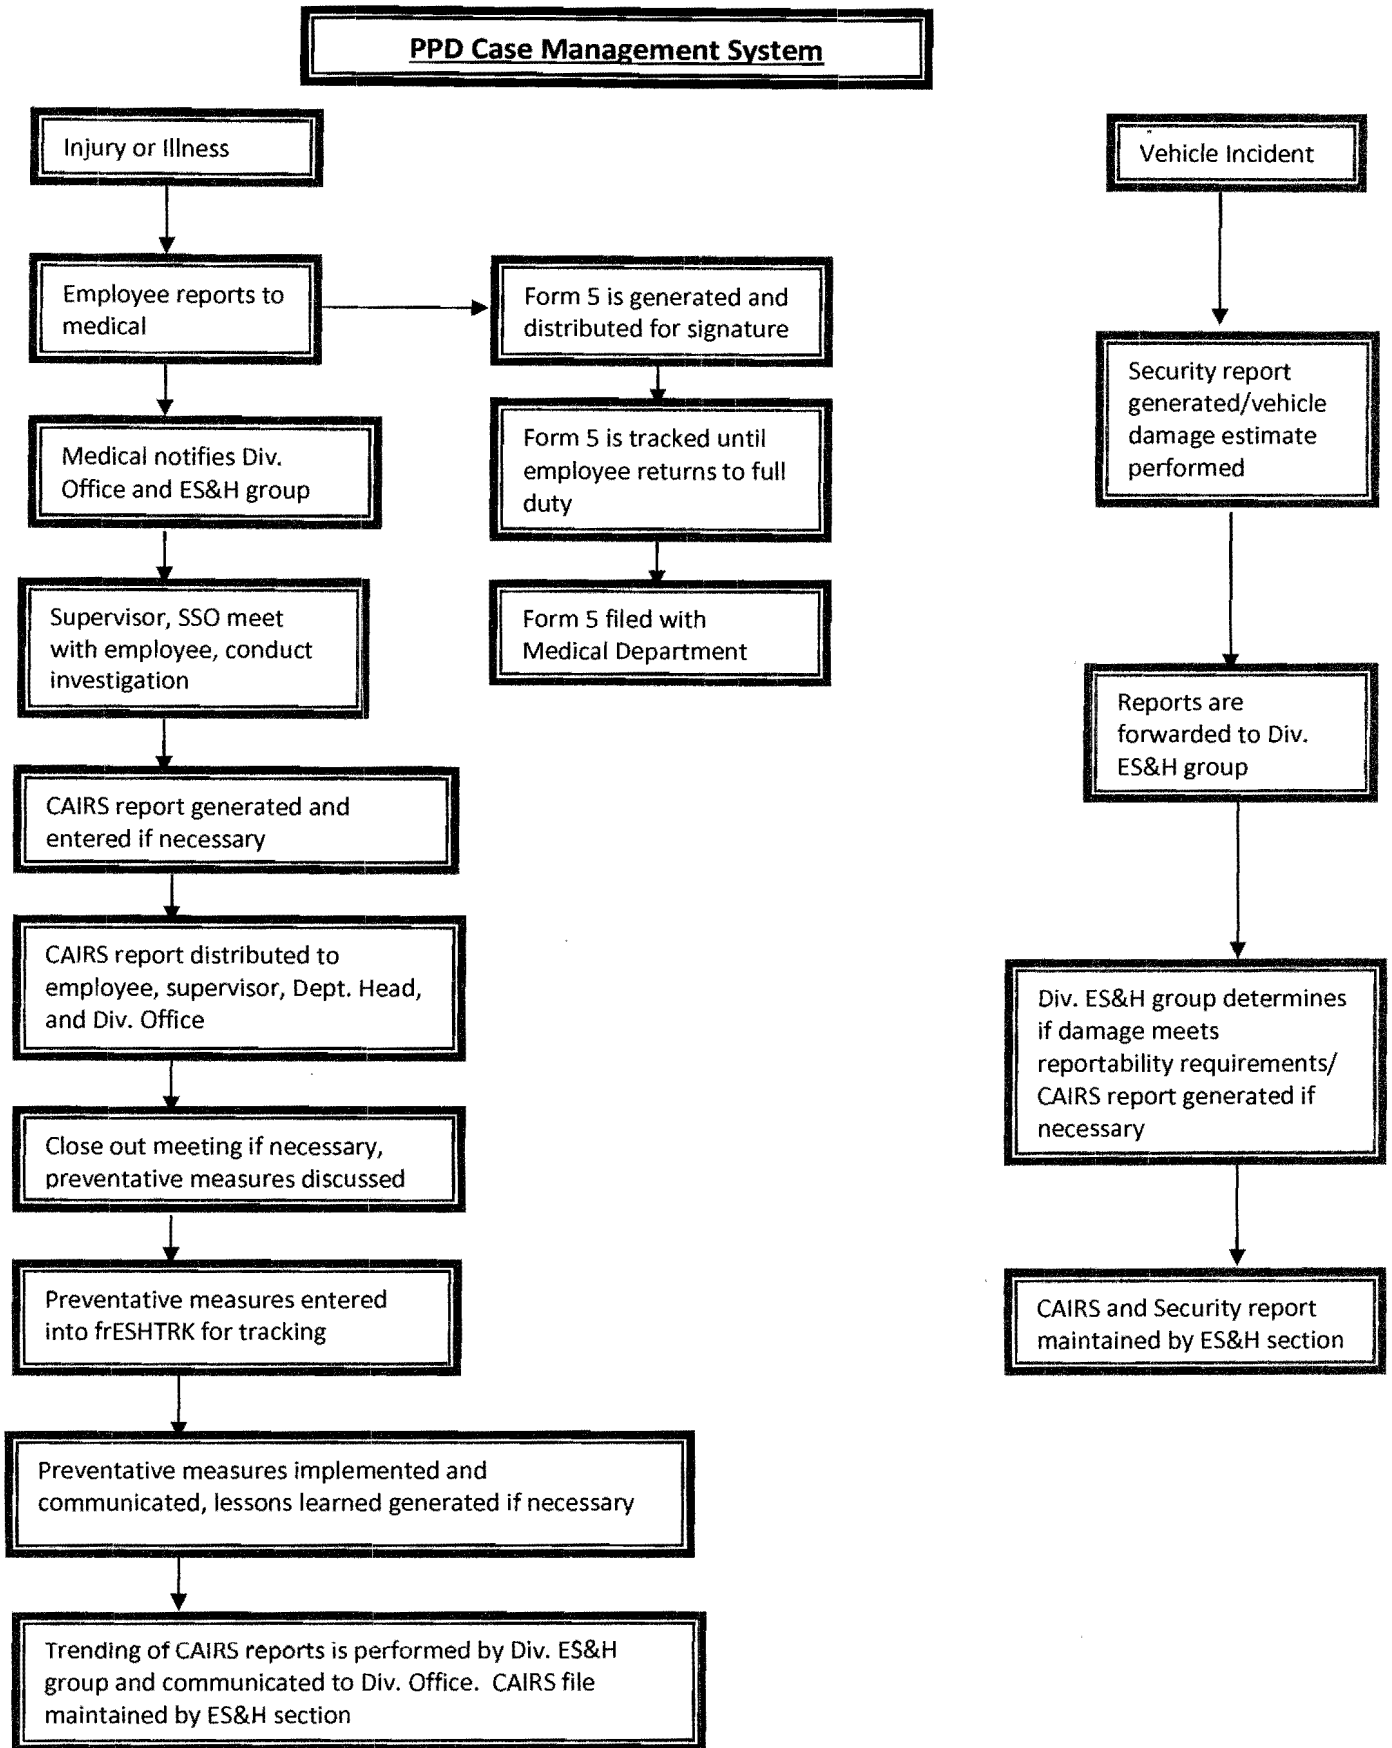 PPD Case Management System
Injury or Illness
Employee reports to
medical
Medical notifies Div.
Office and ES&H group
Supervisor, SSO meet
with employee, conduct
investigation
CAIRS report generated and
entered if necessary
CAIRS report distributed to
employee, supervisor, Dept. Head,
and Div. Office
Close out meeting if necessary,
preventative measures discussed
Preventative measures entered
into frESHTRK for tracking
Preventative measures implemented and
communicated, lessons learned generated if necessary
Trending of CAIRS reports is performed by Div. ES&H
group and communicated to Div. Office.  CAIRS file
maintained by ES&H section
Form 5 is generated and
distributed for signature
Form 5 is tracked until
employee returns to full
duty
Form 5 filed with
Medical Department
Vehicle Incident
Security report
generated/vehicle
damage estimate
performed
Reports are
forwarded to Div.
ES&H group
Div. ES&H group determines
if damage meets
reportability requirements/
CAIRS report generated if
necessary
CAIRS and Security report
maintained by ES&H section